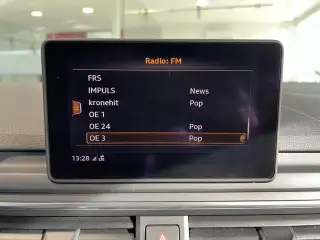 Radio: FM
FRS
IMPULS News
kronehit Pop
OE 1
OE 24 Pop
OE 3 Pop
13:28